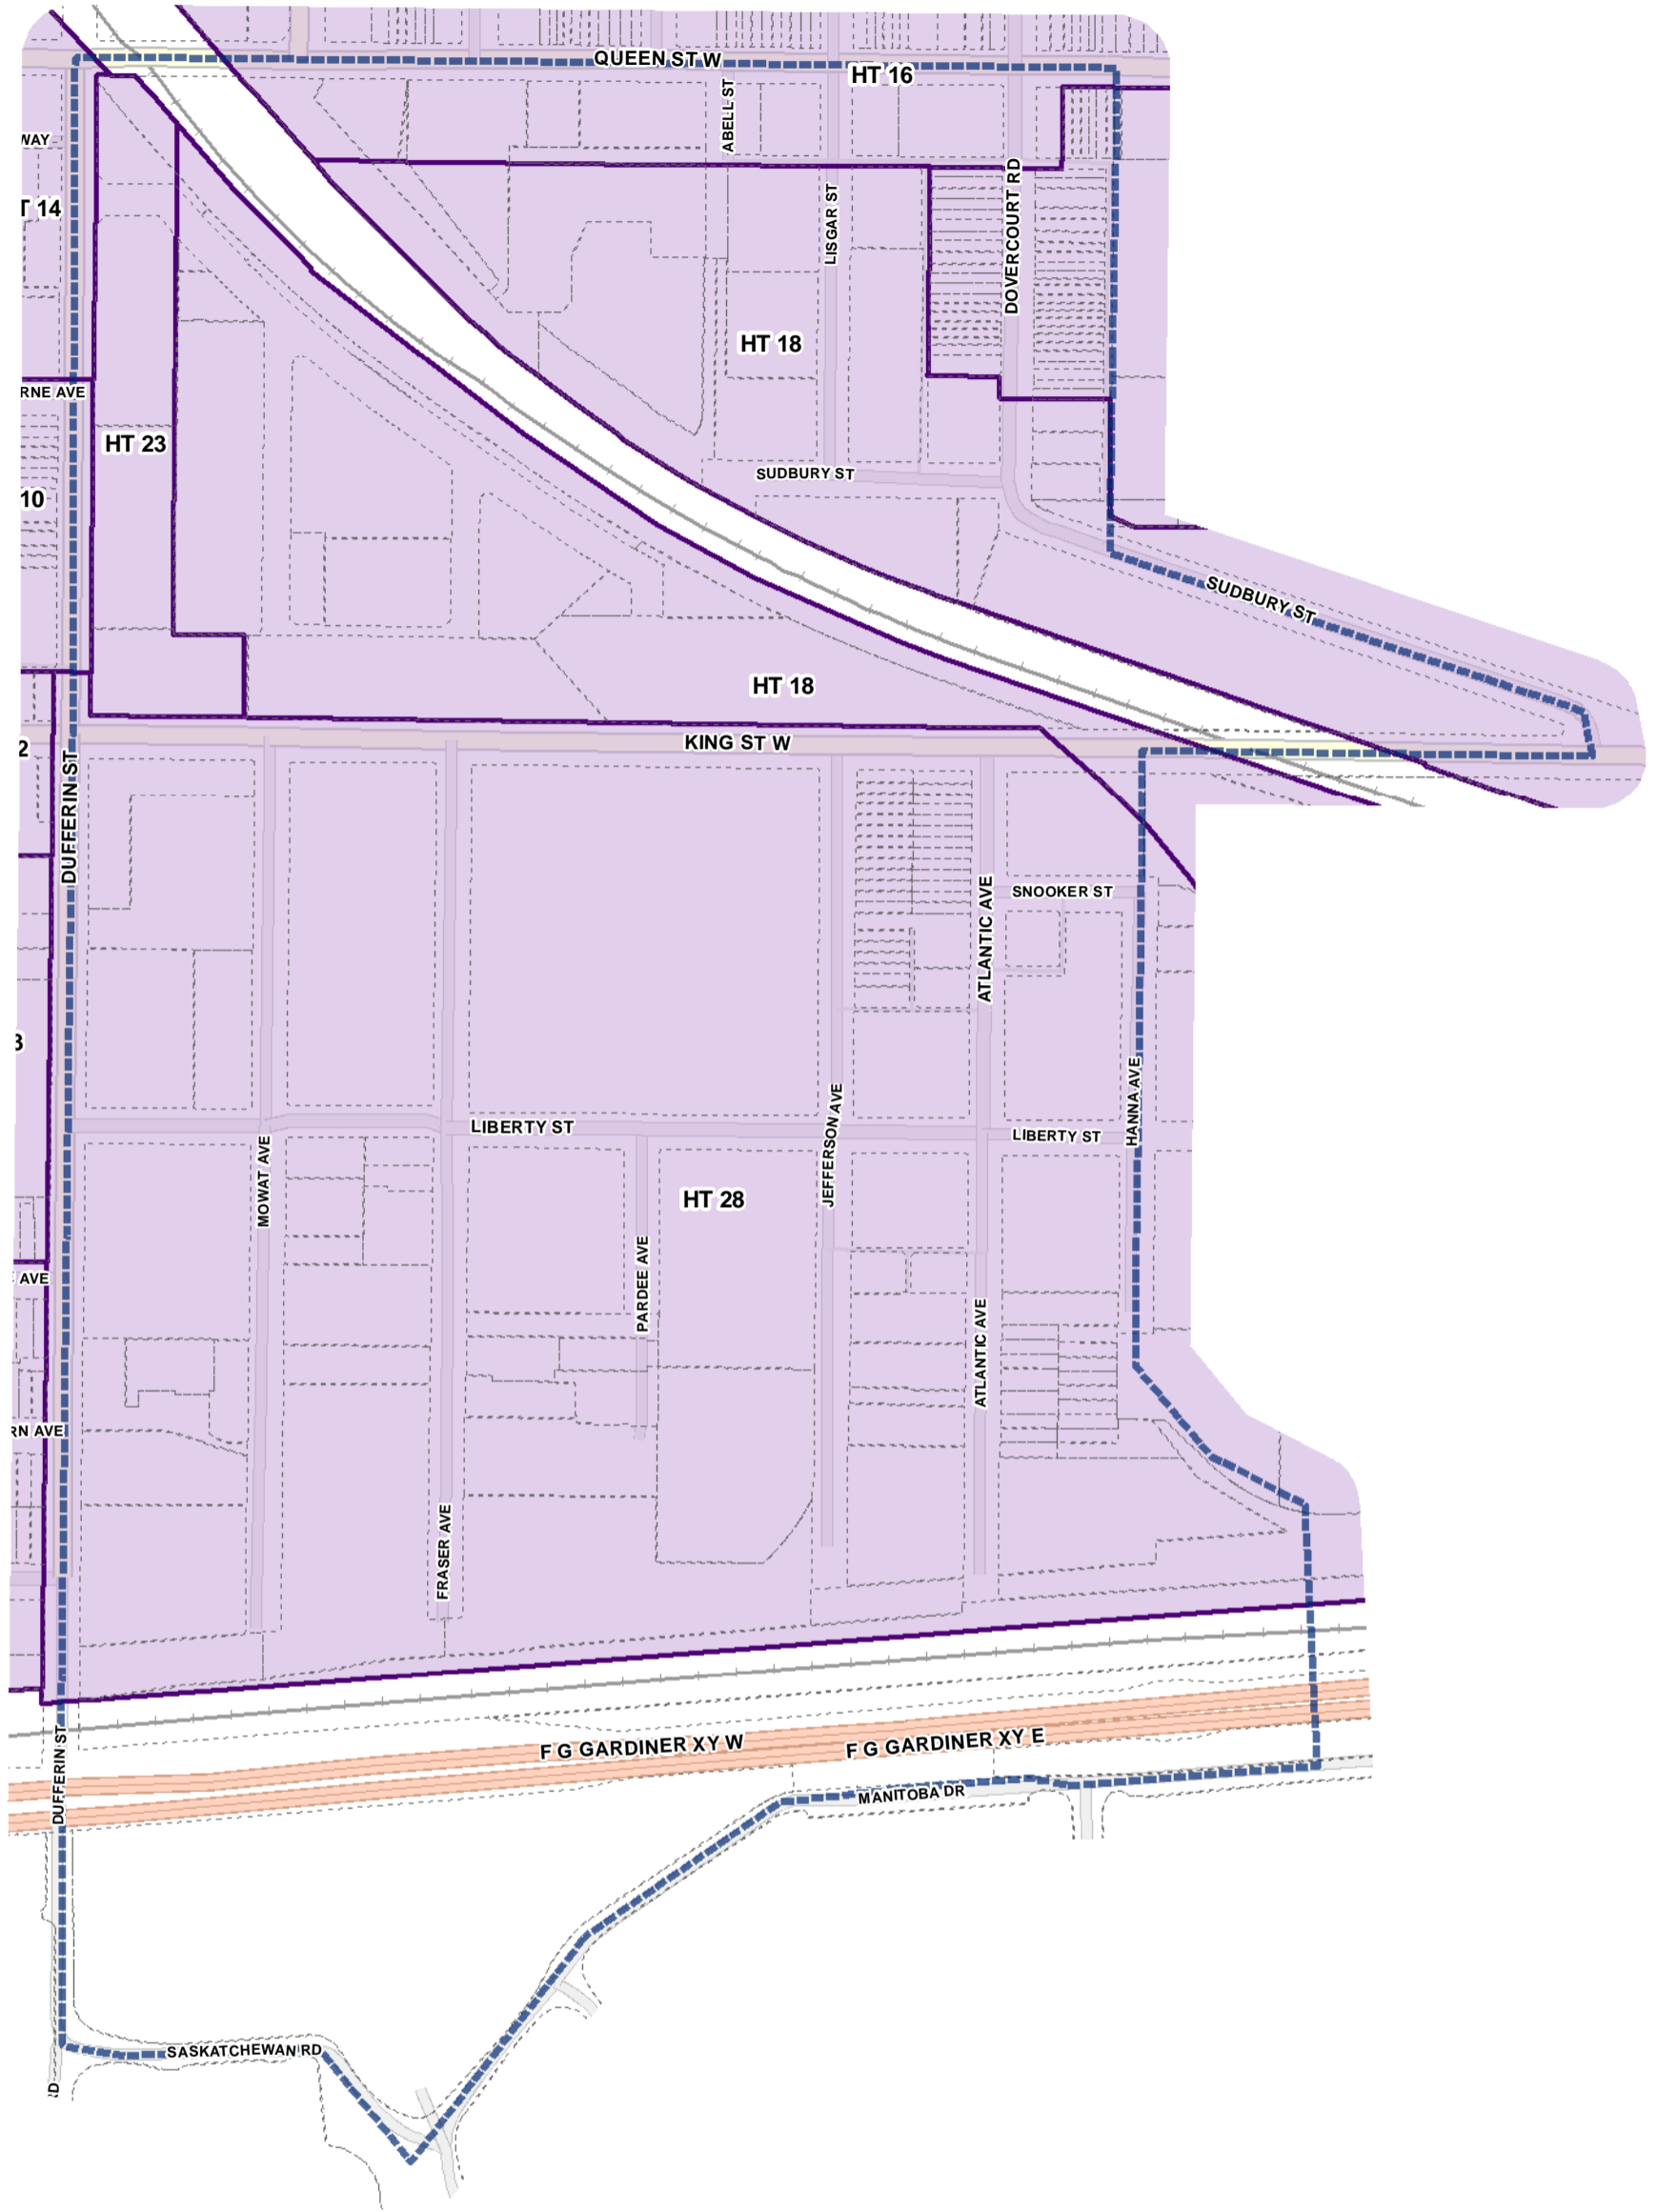 QUEEN ST W
HT 16
ABELL ST
WAY
DOVERCOURT RD
LISGAR ST
T 14
HT 18
RNE AVE
HT 23
SUDBURY ST
10
SUDBURY ST
HT 18
KING ST W
2
DUFFERIN ST
SNOOKER ST
ATLANTIC AVE
3
HANNA AVE
LIBERTY ST
LIBERTY ST
JEFFERSON AVE
MOWAT AVE
HT 28
PARDEE AVE
AVE
ATLANTIC AVE
RN AVE
FRASER AVE
DUFFERIN ST
F G GARDINER XY W
F G GARDINER XY E
MANITOBA DR
SASKATCHEWAN RD